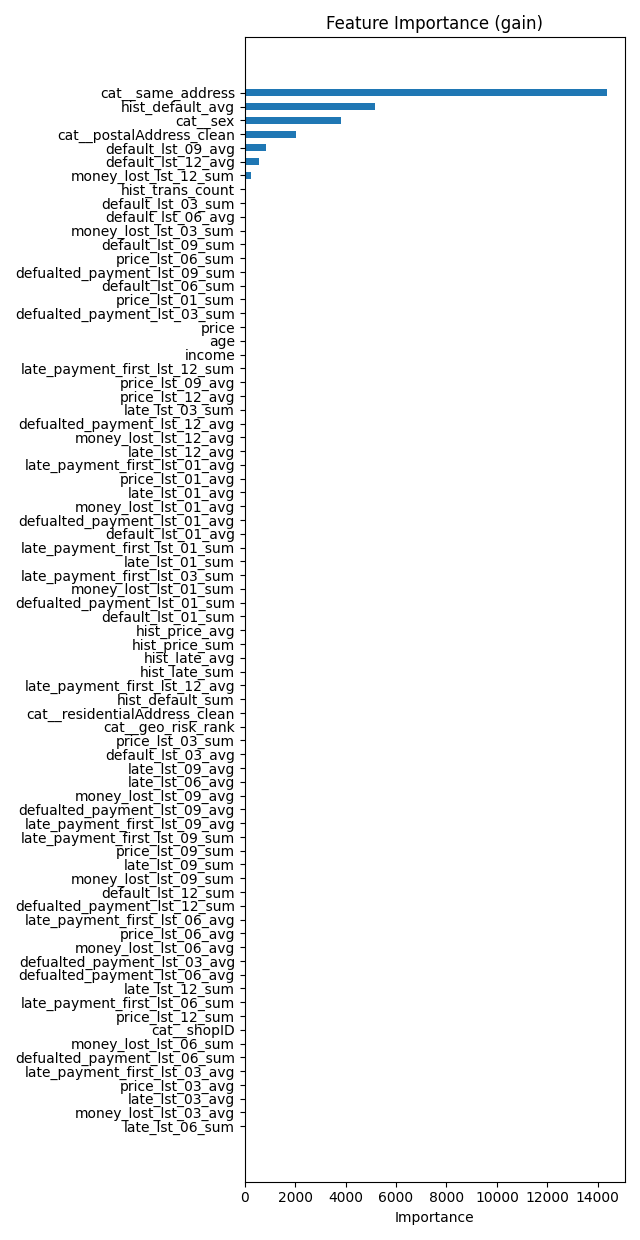 Feature Importance (gain)
cat__same_address
hist_default_avg
cat__sex
cat__postalAddress_clean
default_lst_09_avg
default_lst_12_avg
money_lost_lst_12_sum
hist_trans_count
default_lst_03_sum
default_lst_06_avg
money_lost_lst_03_sum
default_lst_09_sum
price_lst_06_sum
defualted_payment_lst_09_sum
default_lst_06_sum
price_lst_01_sum
defualted_payment_lst_03_sum
price
age
income
late_payment_first_lst_12_sum
price_lst_09_avg
price_lst_12_avg
late_lst_03_sum
defualted_payment_lst_12_avg
money_lost_lst_12_avg
late_lst_12_avg
late_payment_first_lst_01_avg
price_lst_01_avg
late_lst_01_avg
money_lost_lst_01_avg
defualted_payment_lst_01_avg
default_lst_01_avg
late_payment_first_lst_01_sum
late_lst_01_sum
late_payment_first_lst_03_sum
money_lost_lst_01_sum
defualted_payment_lst_01_sum
default_lst_01_sum
hist_price_avg
hist_price_sum
hist_late_avg
hist_late_sum
late_payment_first_lst_12_avg
hist_default_sum
cat__residentialAddress_clean
cat__geo_risk_rank
price_lst_03_sum
default_lst_03_avg
late_lst_09_avg
late_lst_06_avg
money_lost_lst_09_avg
defualted_payment_lst_09_avg
late_payment_first_lst_09_avg
late_payment_first_lst_09_sum
price_lst_09_sum
late_lst_09_sum
money_lost_lst_09_sum
default_lst_12_sum
defualted_payment_lst_12_sum
late_payment_first_lst_06_avg
price_lst_06_avg
money_lost_lst_06_avg
defualted_payment_lst_03_avg
defualted_payment_lst_06_avg
late_lst_12_sum
late_payment_first_lst_06_sum
price_lst_12_sum
cat__shopID
money_lost_lst_06_sum
defualted_payment_lst_06_sum
late_payment_first_lst_03_avg
price_lst_03_avg
late_lst_03_avg
money_lost_lst_03_avg
late_lst_06_sum
0 2000 4000 6000 8000 10000 12000 14000
Importance